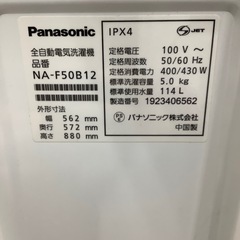 Panasonic
全自動電気洗濯機
品番
NA-F50B12
外形寸法
幅 562 mm
奥行 572 mm
高さ 880 mm
IPX4
JET
定格電圧 100 V ～
定格周波数 50/60 Hz
定格消費電力 400/430 W
標準洗濯容量 5.0 kg
標準使用水量 114 L
製造番号 1923406562
パナソニック株式会社
中国製